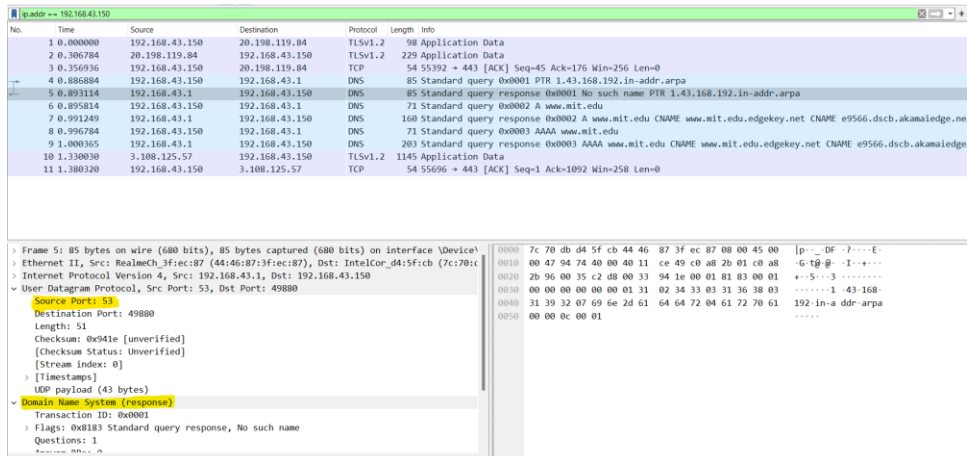 ip.addr == 192.168.43.150
No. Time Source Destination Protocol Length Info
1 0.000000 192.168.43.150 20.198.119.84 TLSv1.2 98 Application Data
2 0.306784 20.198.119.84 192.168.43.150 TLSv1.2 229 Application Data
3 0.356936 192.168.43.150 20.198.119.84 TCP 54 55392 → 443 [ACK] Seq=45 Ack=176 Win=256 Len=0
4 0.886884 192.168.43.150 192.168.43.1 DNS 85 Standard query 0x0001 PTR 1.43.168.192.in-addr.arpa
5 0.893114 192.168.43.1 192.168.43.150 DNS 85 Standard query response 0x0001 No such name PTR 1.43.168.192.in-addr.arpa
6 0.895814 192.168.43.150 192.168.43.1 DNS 71 Standard query 0x0002 A www.mit.edu
7 0.991249 192.168.43.1 192.168.43.150 DNS 160 Standard query response 0x0002 A www.mit.edu CNAME www.mit.edu.edgekey.net CNAME e9566.dscb.akamaiedge.ne
8 0.996784 192.168.43.150 192.168.43.1 DNS 71 Standard query 0x0003 AAAA www.mit.edu
9 1.000365 192.168.43.1 192.168.43.150 DNS 203 Standard query response 0x0003 AAAA www.mit.edu CNAME www.mit.edu.edgekey.net CNAME e9566.dscb.akamaiedge
10 1.330030 3.108.125.57 192.168.43.150 TLSv1.2 1145 Application Data
11 1.380320 192.168.43.150 3.108.125.57 TCP 54 55696 → 443 [ACK] Seq=1 Ack=1092 Win=258 Len=0
> Frame 5: 85 bytes on wire (680 bits), 85 bytes captured (680 bits) on interface \Device\
> Ethernet II, Src: RealmeCh_3f:ec:87 (44:46:87:3f:ec:87), Dst: IntelCor_d4:5f:cb (7c:70:c
> Internet Protocol Version 4, Src: 192.168.43.1, Dst: 192.168.43.150
User Datagram Protocol, Src Port: 53, Dst Port: 49880
Source Port: 53
Destination Port: 49880
Length: 51
Checksum: 0x941e [unverified]
[Checksum Status: Unverified]
[Stream index: 0]
> [Timestamps]
UDP payload (43 bytes)
Domain Name System (response)
Transaction ID: 0x0001
> Flags: 0x8183 Standard query response, No such name
Questions: 1
0000 7c 70 db d4 5f cb 44 46 87 3f ec 87 08 00 45 00 |p··_·DF ·?····E·
0010 00 47 94 74 40 00 40 11 ce 49 c0 a8 2b 01 c0 a8 ·G·t@·@· ·I··+···
0020 2b 96 00 35 c2 d8 00 33 94 1e 00 01 81 83 00 01 +··5···3 ········
0030 00 00 00 00 00 00 01 31 02 34 33 03 31 36 38 03 ·······1 ·43·168·
0040 31 39 32 07 69 6e 2d 61 64 64 72 04 61 72 70 61 192·in-a ddr·arpa
0050 00 00 0c 00 01 ·····